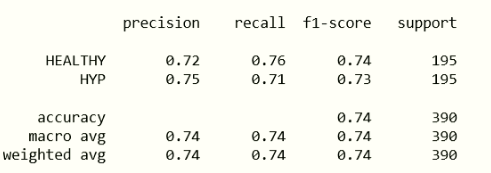 precision recall f1-score support
HEALTHY 0.72 0.76 0.74 195
HYP 0.75 0.71 0.73 195
accuracy 0.74 390
macro avg 0.74 0.74 0.74 390
weighted avg 0.74 0.74 0.74 390